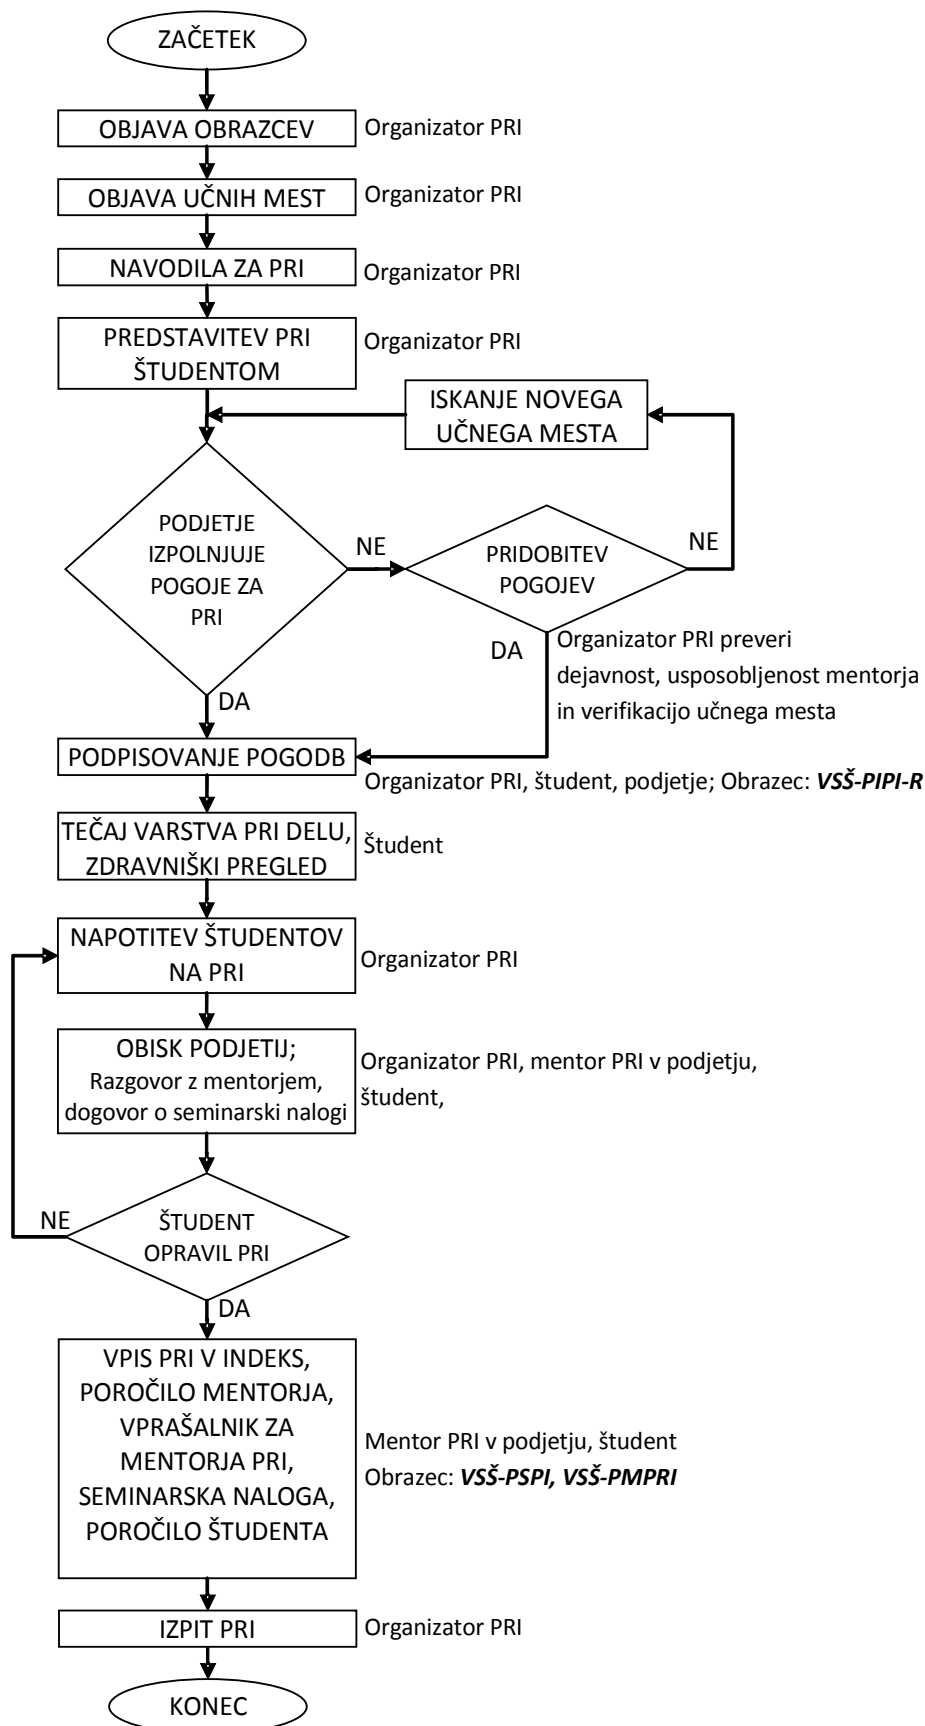 ZAČETEK
OBJAVA OBRAZCEV
Organizator PRI
OBJAVA UČNIH MEST
Organizator PRI
NAVODILA ZA PRI
Organizator PRI
PREDSTAVITEV PRI
ŠTUDENTOM
Organizator PRI
ISKANJE NOVEGA
UČNEGA MESTA
PODJETJE
IZPOLNJUJE
POGOJE ZA
PRI
NE
PRIDOBITEV
POGOJEV
NE
DA
Organizator PRI preveri
dejavnost, usposobljenost mentorja
in verifikacijo učnega mesta
DA
PODPISOVANJE POGODB
Organizator PRI, študent, podjetje; Obrazec: VSŠ-PIPI-R
TEČAJ VARSTVA PRI DELU,
ZDRAVNIŠKI PREGLED
Študent
NAPOTITEV ŠTUDENTOV
NA PRI
Organizator PRI
OBISK PODJETIJ;
Razgovor z mentorjem,
dogovor o seminarski nalogi
Organizator PRI, mentor PRI v podjetju,
študent,
NE
ŠTUDENT
OPRAVIL PRI
DA
VPIS PRI V INDEKS,
POROČILO MENTORJA,
VPRAŠALNIK ZA
MENTORJA PRI,
SEMINARSKA NALOGA,
POROČILO ŠTUDENTA
Mentor PRI v podjetju, študent
Obrazec: VSŠ-PSPI, VSŠ-PMPRI
IZPIT PRI
Organizator PRI
KONEC